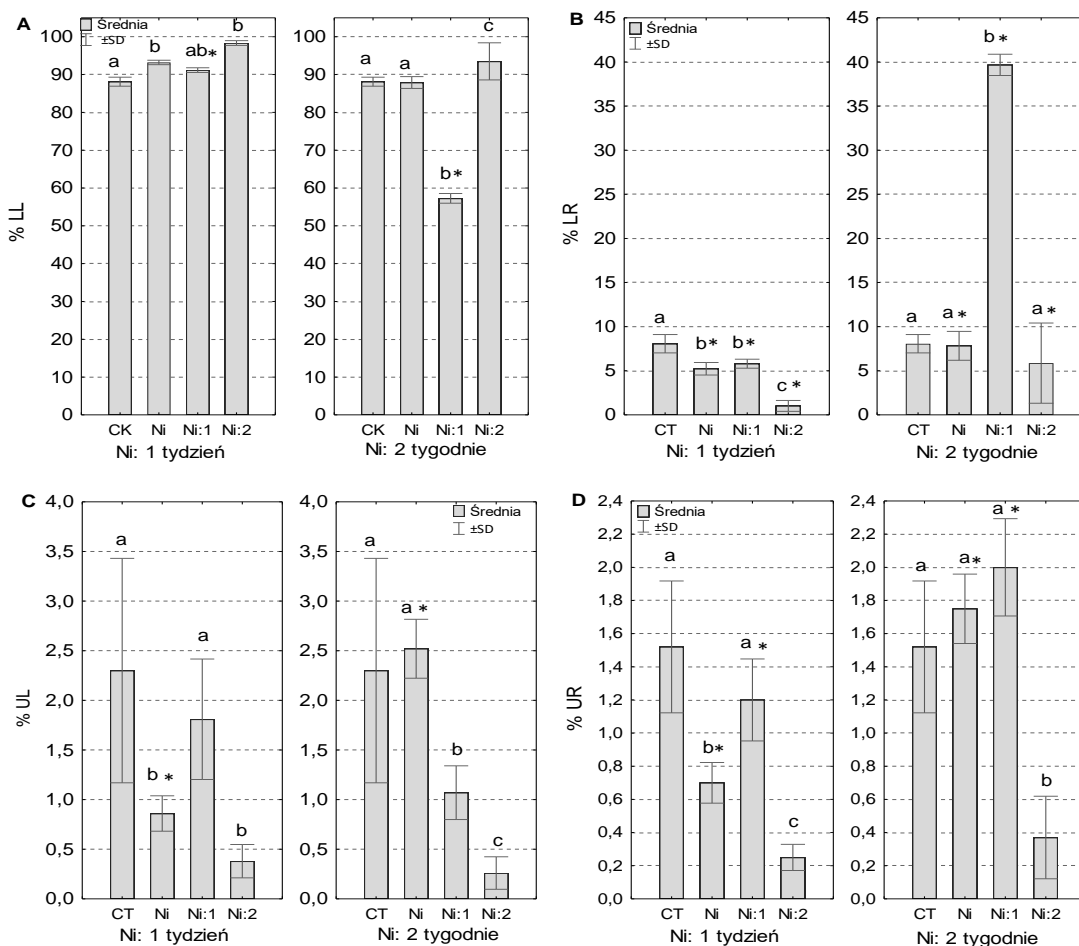 A
Średnia
±SD
a
b
ab*
b
100
90
80
70
60
50
40
30
20
10
0
% LL
CK Ni Ni:1 Ni:2
Ni: 1 tydzień
a
a
b*
c
100
90
80
70
60
50
40
30
20
10
0
CK Ni Ni:1 Ni:2
Ni: 2 tygodnie
B
Średnia
±SD
45
40
35
30
25
20
15
10
5
0
% LR
a
b*
b*
c*
CT Ni Ni:1 Ni:2
Ni: 1 tydzień
45
40
35
30
25
20
15
10
5
0
a
a*
b*
a*
CT Ni Ni:1 Ni:2
Ni: 2 tygodnie
C
4,0
3,5
3,0
2,5
2,0
1,5
1,0
0,5
0,0
% UL
a
b*
a
b
CT Ni Ni:1 Ni:2
Ni: 1 tydzień
4,0
3,5
3,0
2,5
2,0
1,5
1,0
0,5
0,0
Średnia
±SD
a
a*
b
c
CT Ni Ni:1 Ni:2
Ni: 2 tygodnie
D
Średnia
±SD
2,4
2,2
2,0
1,8
1,6
1,4
1,2
1,0
0,8
0,6
0,4
0,2
0,0
% UR
a
b*
a*
c
CT Ni Ni:1 Ni:2
Ni: 1 tydzień
2,4
2,2
2,0
1,8
1,6
1,4
1,2
1,0
0,8
0,6
0,4
0,2
0,0
a
a*
a*
b
CT Ni Ni:1 Ni:2
Ni: 2 tygodnie